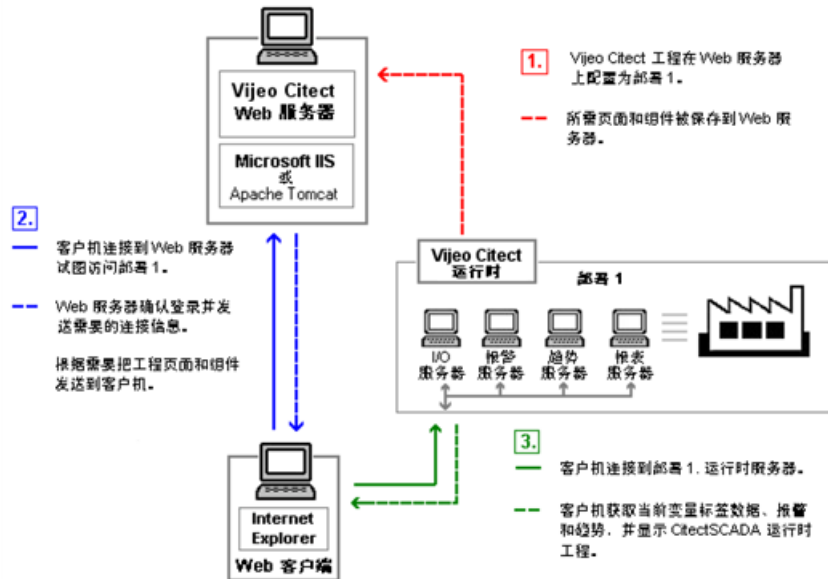 Vijeo Citect
Web 服务器
Microsoft IIS
或
Apache Tomcat
1.
Vijeo Citect 工程在 Web 服务器
上配置为部署 1。
所需页面和组件被保存到 Web 服
务器。
2.
客户机连接到 Web 服务器
试图访问部署 1。
Web 服务器确认登录并发
送需要的连接信息。
根据需要把工程页面和组件
发送到客户机。
Vijeo Citect
运行时
部署 1
I/O
服务器
报警
服务器
趋势
服务器
报表
服务器
3.
客户机连接到部署 1. 运行时服务器。
客户机获取当前变量标签数据、报警
和趋势, 并显示 CitectSCADA 运行时
工程。
Internet
Explorer
Web 客户端